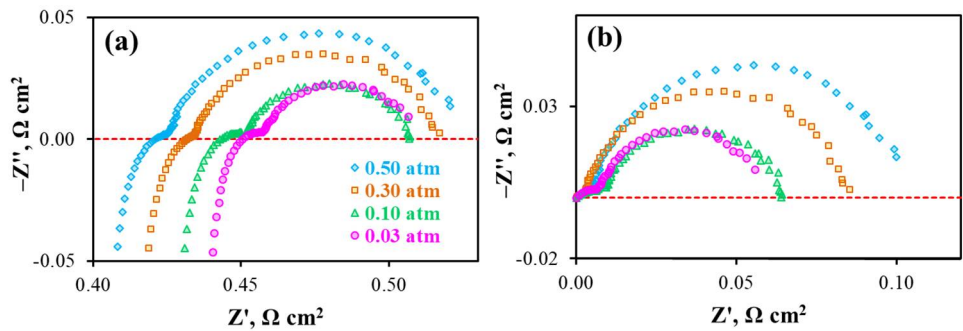 (a)
0.05
0.00
-0.05
−Z'', Ω cm²
0.40
0.45
0.50
Z', Ω cm²
0.50 atm
0.30 atm
0.10 atm
0.03 atm
(b)
0.03
-0.02
−Z'', Ω cm²
0.00
0.05
0.10
Z', Ω cm²